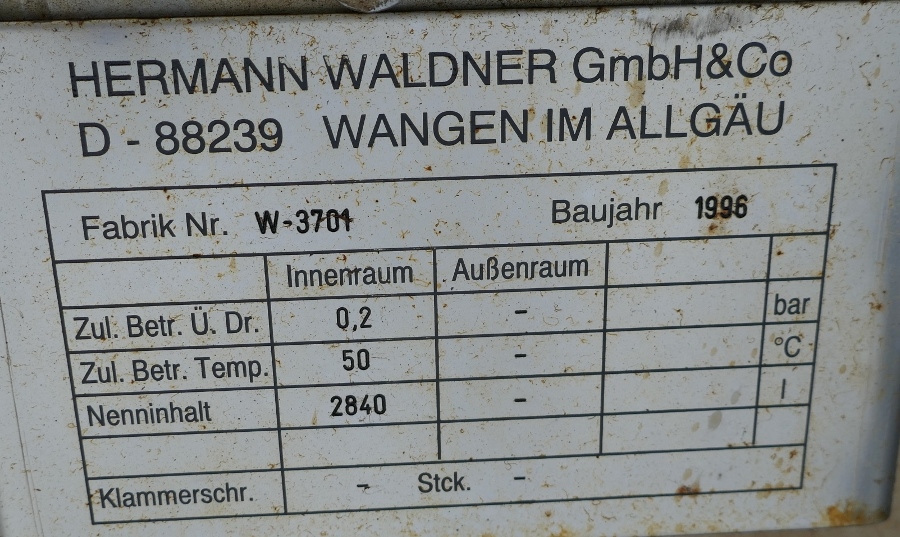 HERMANN WALDNER GmbH&Co
D - 88239 WANGEN IM ALLGÄU
Fabrik Nr. W-3701 Baujahr 1996
Innenraum Außenraum
Zul. Betr. Ü. Dr. 0,2 - bar
Zul. Betr. Temp. 50 - °C
Nenninhalt 2840 - l
Klammerschr. - Stck. -